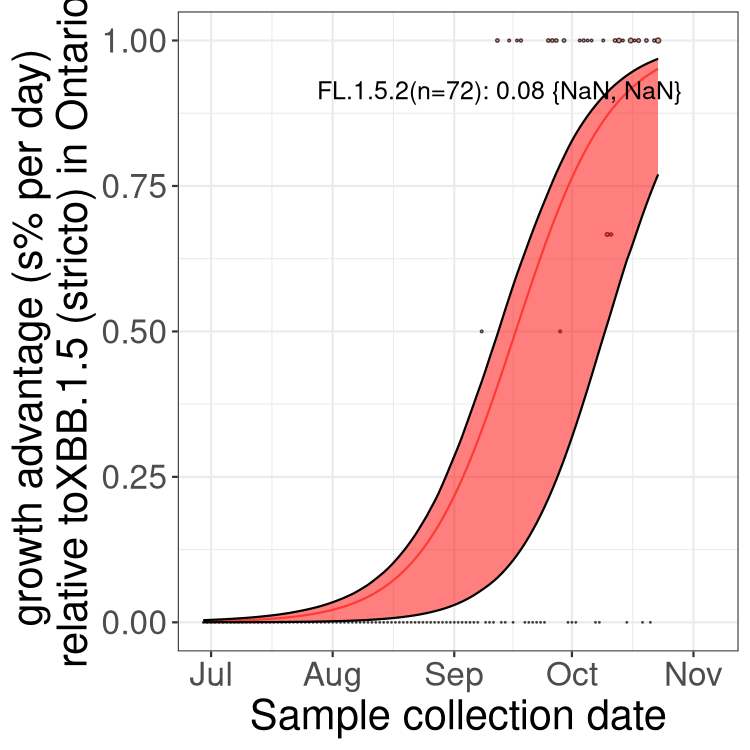 growth advantage (s% per day)
relative toXBB.1.5 (stricto) in Ontario
1.00
0.75
0.50
0.25
0.00
FL.1.5.2(n=72): 0.08 {NaN, NaN}
Jul Aug Sep Oct Nov
Sample collection date